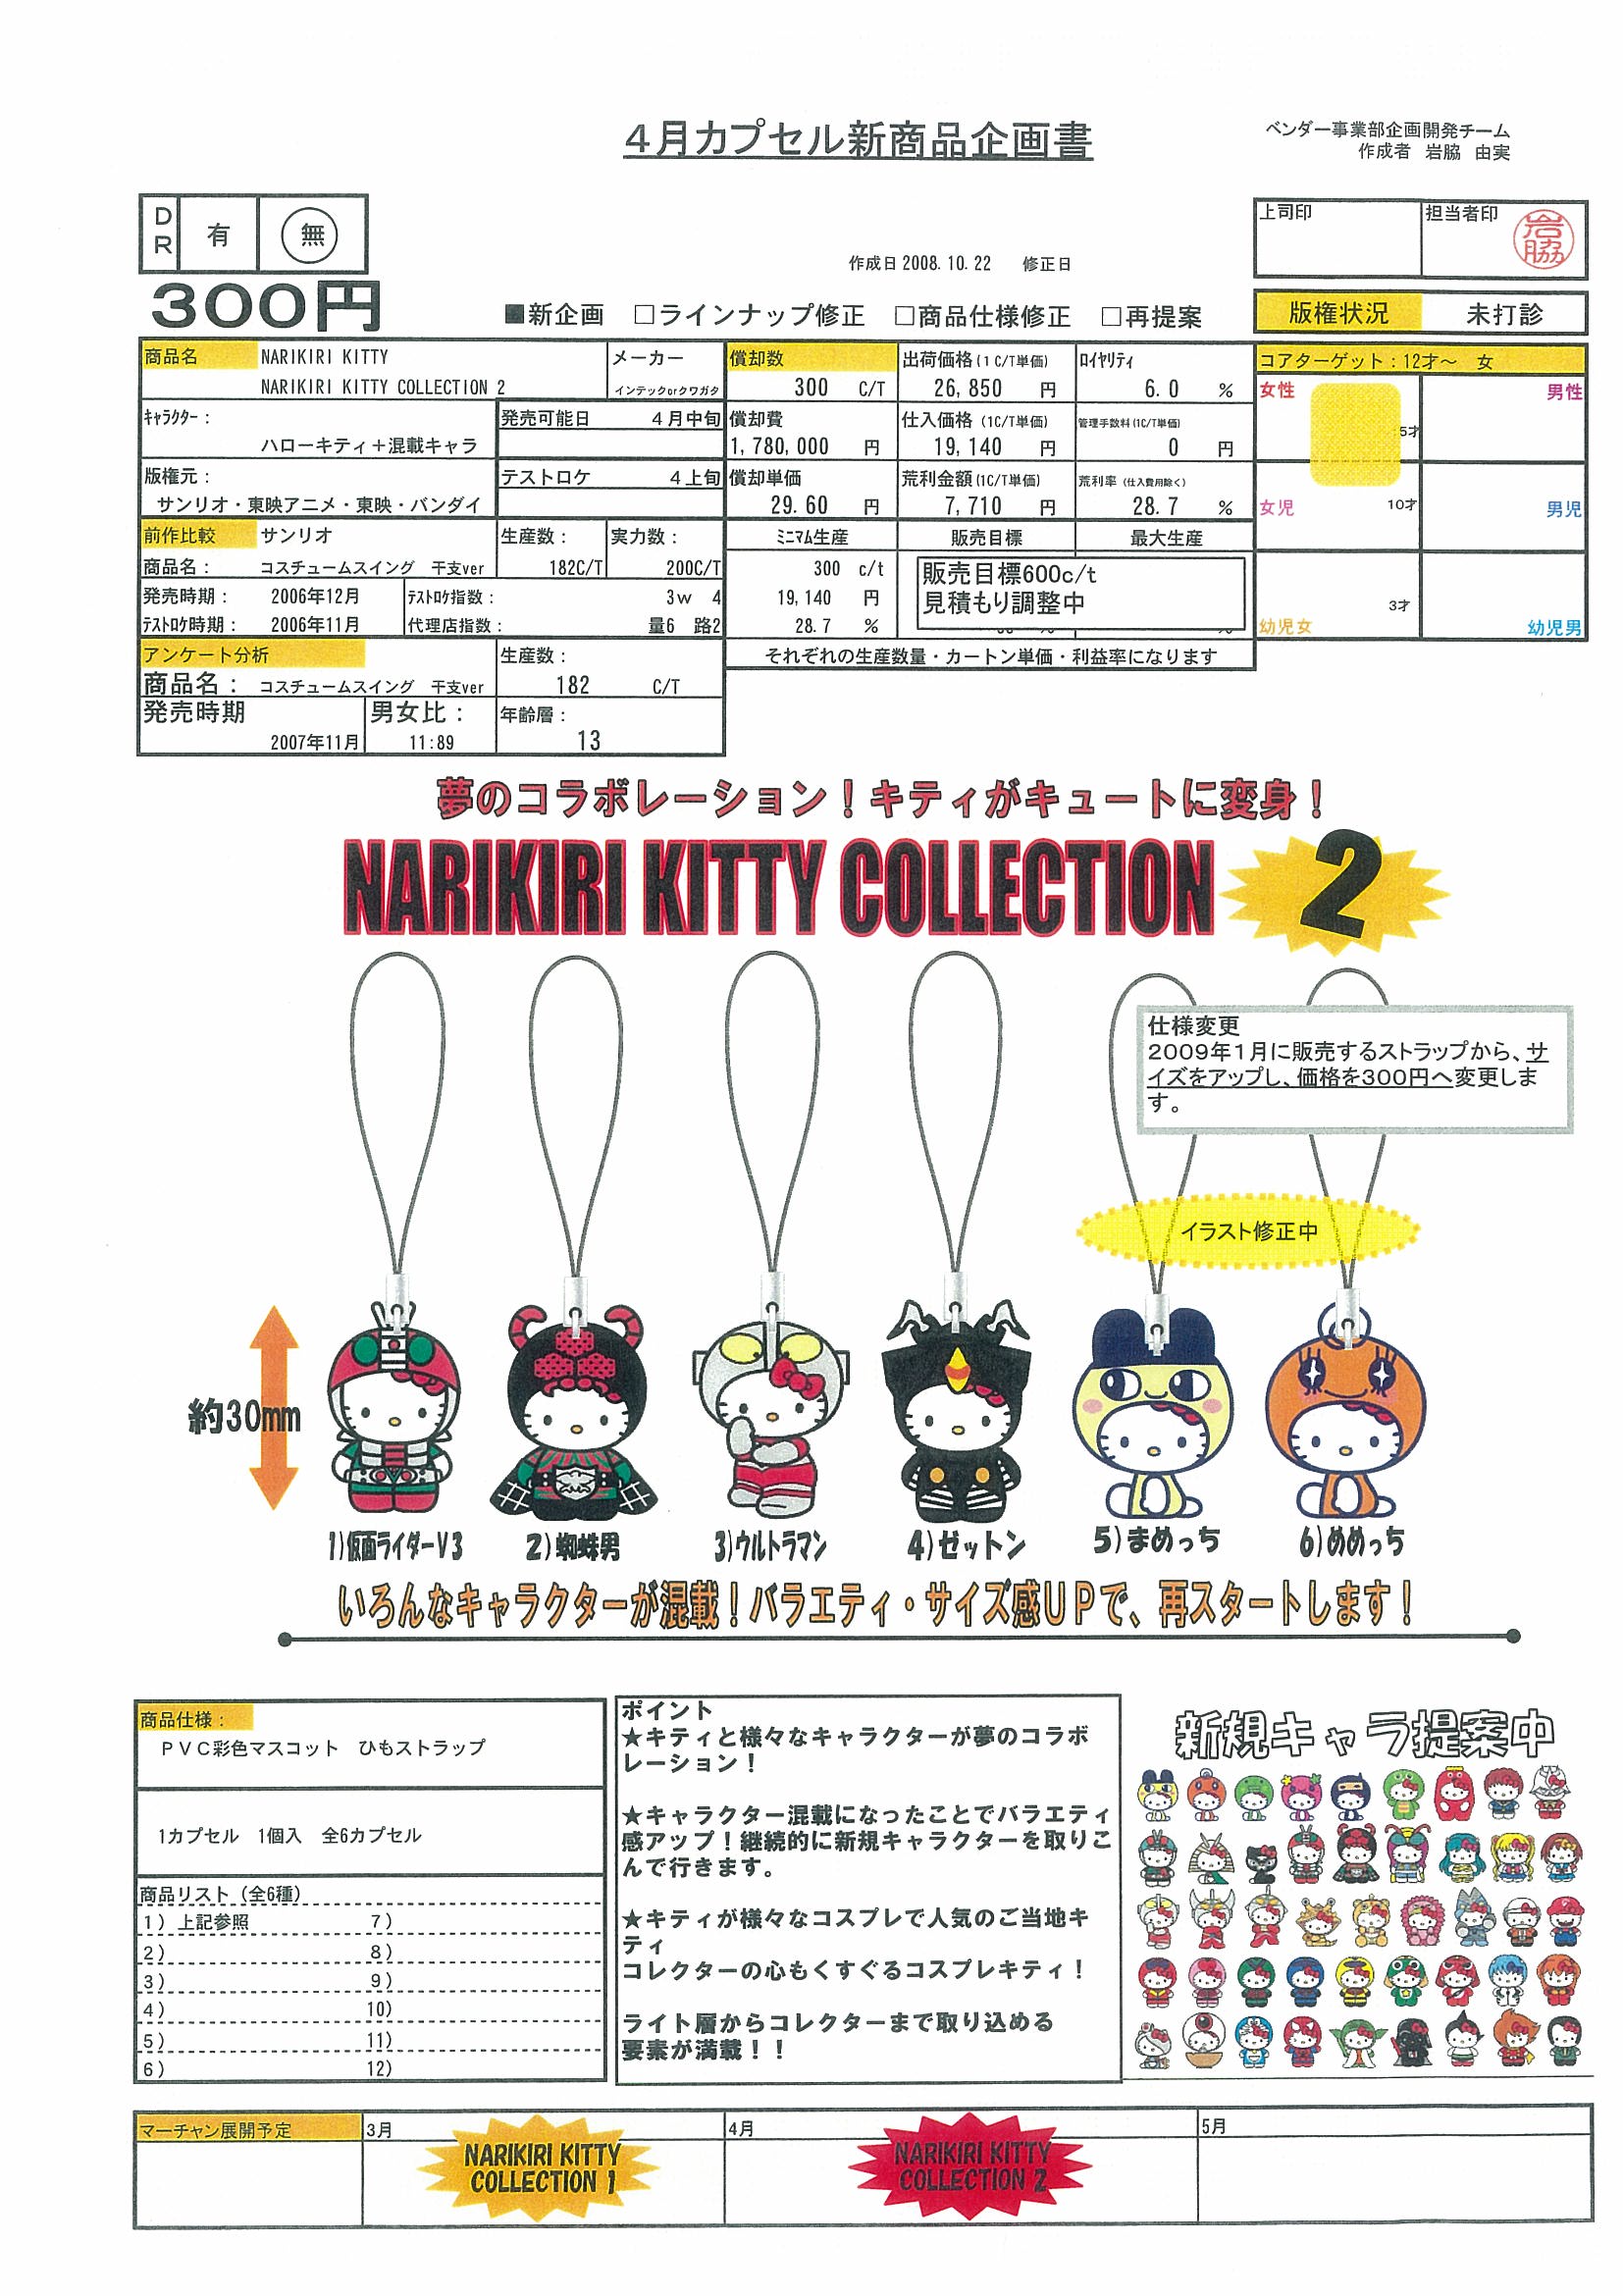 4月カプセル新商品企画書
ベンダー事業部企画開発チーム
作成者 岩脇 由実
DR 有 無
上司印 担当者印
岩脇
作成日2008.10.22 修正日
300円
■新企画 □ラインナップ修正 □商品仕様修正 □再提案
版権状況 未打診
商品名 NARIKIRI KITTY
NARIKIRI KITTY COLLECTION 2
メーカー
インテックorクワガタ
償却数
300 C/T
出荷価格(1C/T単価)
26,850 円
ロイヤリティ
6.0 %
コアターゲット:12才~ 女
女性 男性
キャラクター:
ハローキティ+混載キャラ
発売可能日 4月中旬
償却費
1,780,000 円
仕入価格(1C/T単価)
19,140 円
管理手数料(1C/T単価)
0 円
5才
版権元:
サンリオ・東映アニメ・東映・バンダイ
テストロケ 4上旬
償却単価
29.60 円
荒利金額(1C/T単価)
7,710 円
荒利率(仕入費用除く)
28.7 %
女児 10才 男児
前作比較 サンリオ
生産数: 実力数:
ミニマム生産 販売目標 最大生産
商品名: コスチュームスイング 干支ver
182C/T 200C/T
300 c/t
販売目標600c/t
見積もり調整中
発売時期: 2006年12月
テストロケ指数: 3w 4
19,140 円
3才
テストロケ時期: 2006年11月
代理店指数: 量6 路2
28.7 %
幼児女 幼児男
アンケート分析
生産数:
それぞれの生産数量・カートン単価・利益率になります
商品名: コスチュームスイング 干支ver
182 C/T
発売時期 男女比: 年齢層:
2007年11月 11:89 13
夢のコラボレーション!キティがキュートに変身!
NARIKIRI KITTY COLLECTION 2
仕様変更
2009年1月に販売するストラップから、サ
イズをアップし、価格を300円へ変更しま
す。
イラスト修正中
約30mm
1)仮面ライダーV3 2)蜘蛛男 3)ウルトラマン 4)ゼットン 5)まめっち 6)めめっち
いろんなキャラクターが混載!バラエティ・サイズ感UPで、再スタートします!
商品仕様:
PVC彩色マスコット ひもストラップ
1カプセル 1個入 全6カプセル
商品リスト(全6種)
1)上記参照 7)
2) 8)
3) 9)
4) 10)
5) 11)
6) 12)
ポイント
★キティと様々なキャラクターが夢のコラボ
レーション!
★キャラクター混載になったことでバラエティ
感アップ!継続的に新規キャラクターを取りこ
んで行きます。
★キティが様々なコスプレで人気のご当地キ
ティ
コレクターの心もくすぐるコスプレキティ!
ライト層からコレクターまで取り込める
要素が満載!!
新規キャラ提案中
マーチャン展開予定 3月 4月 5月
NARIKIRI KITTY
COLLECTION 1
NARIKIRI KITTY
COLLECTION 2